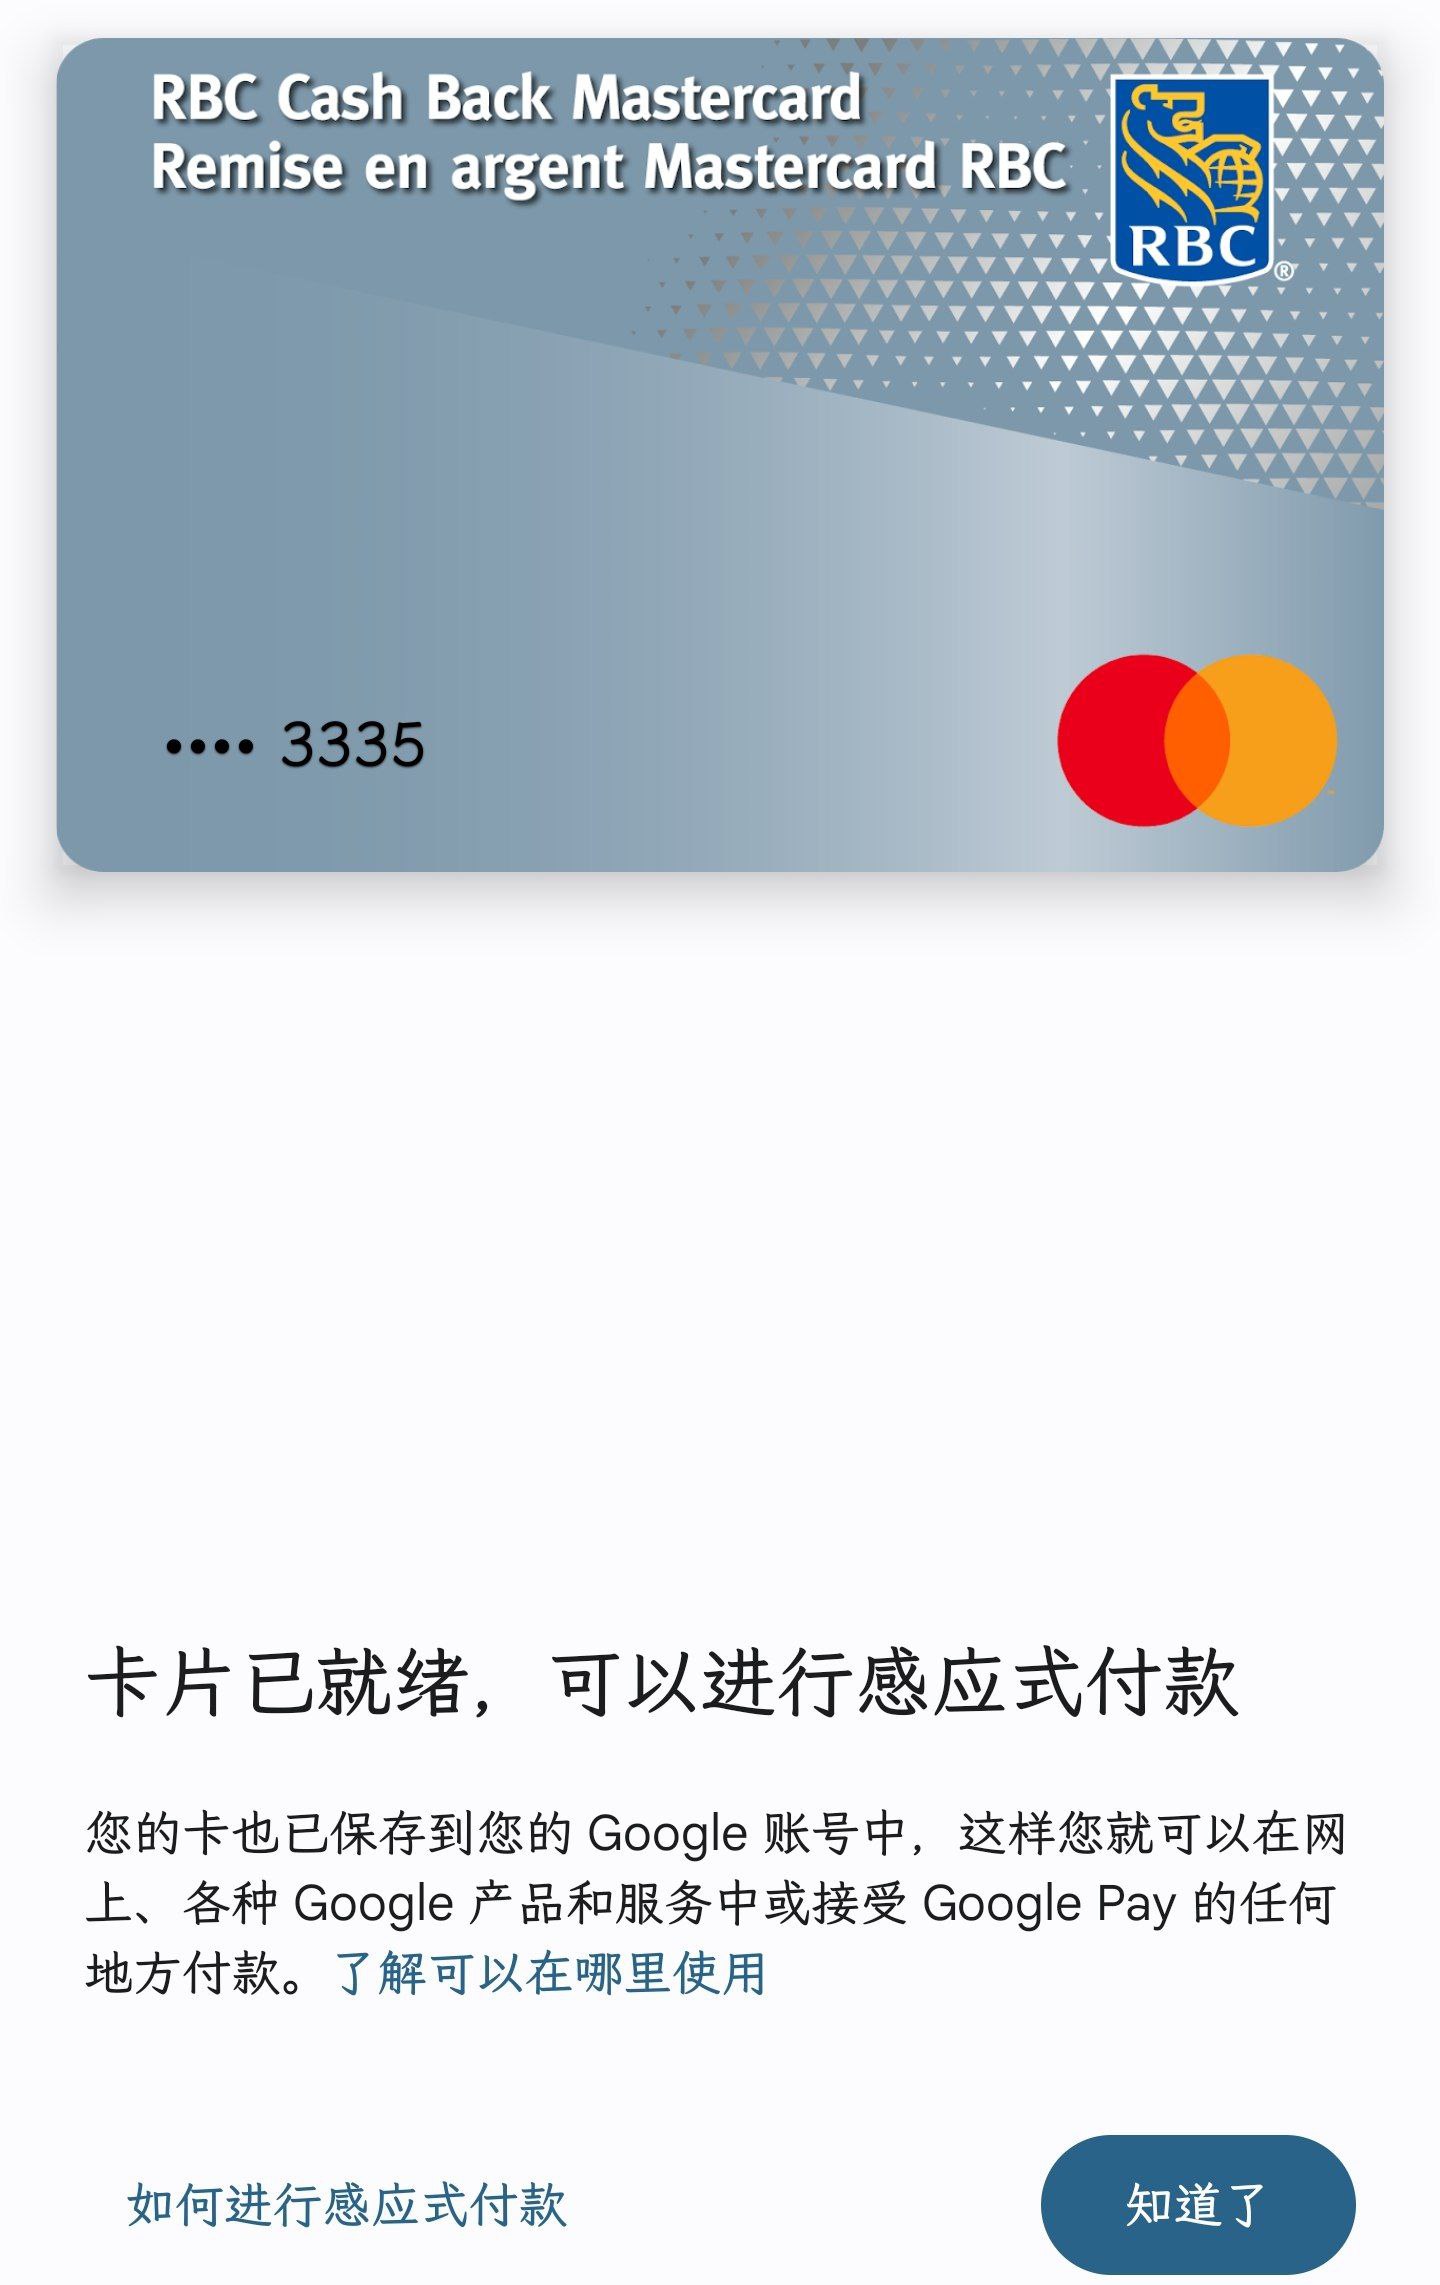 RBC Cash Back Mastercard
Remise en argent Mastercard RBC
RBC
®
•••• 3335
卡片已就绪，可以进行感应式付款
您的卡也已保存到您的 Google 账号中，这样您就可以在网
上、各种 Google 产品和服务中或接受 Google Pay 的任何
地方付款。了解可以在哪里使用
如何进行感应式付款
知道了